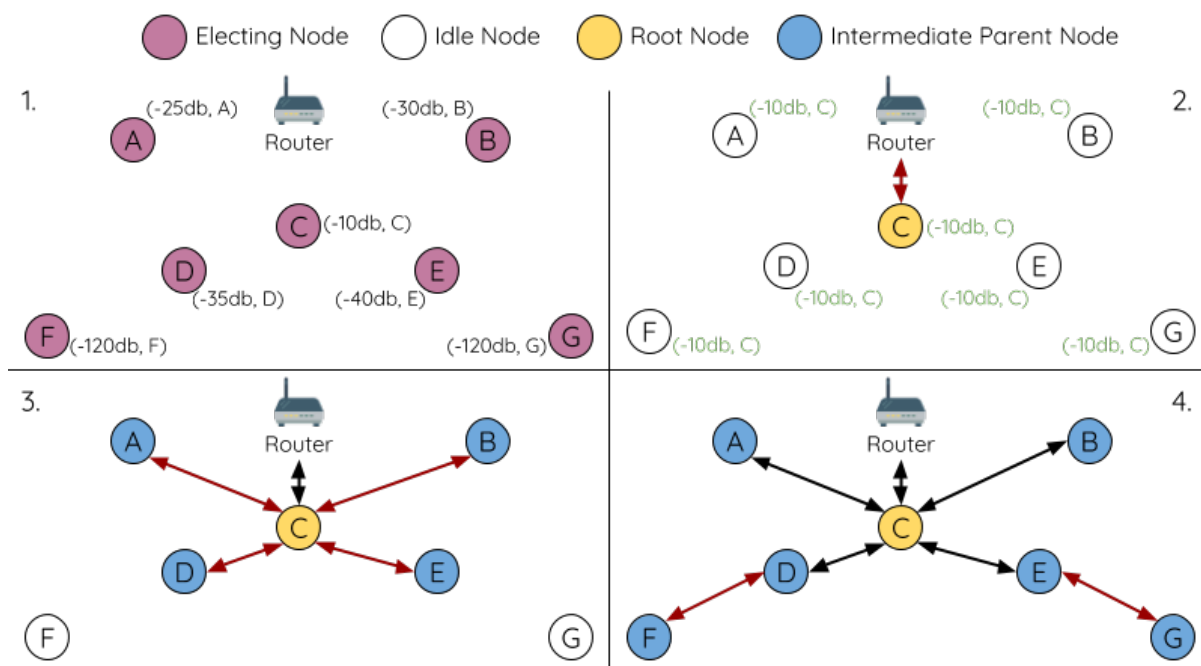 Electing Node
Idle Node
Root Node
Intermediate Parent Node
1.
(-25db, A)
(-30db, B)
A
Router
B
C
(-10db, C)
D
E
(-35db, D)
(-40db, E)
F
(-120db, F)
(-120db, G)
G
2.
(-10db, C)
(-10db, C)
A
Router
B
C
(-10db, C)
D
E
(-10db, C)
(-10db, C)
F
(-10db, C)
(-10db, C)
G
3.
A
Router
B
C
D
E
F
G
4.
A
Router
B
C
D
E
F
G